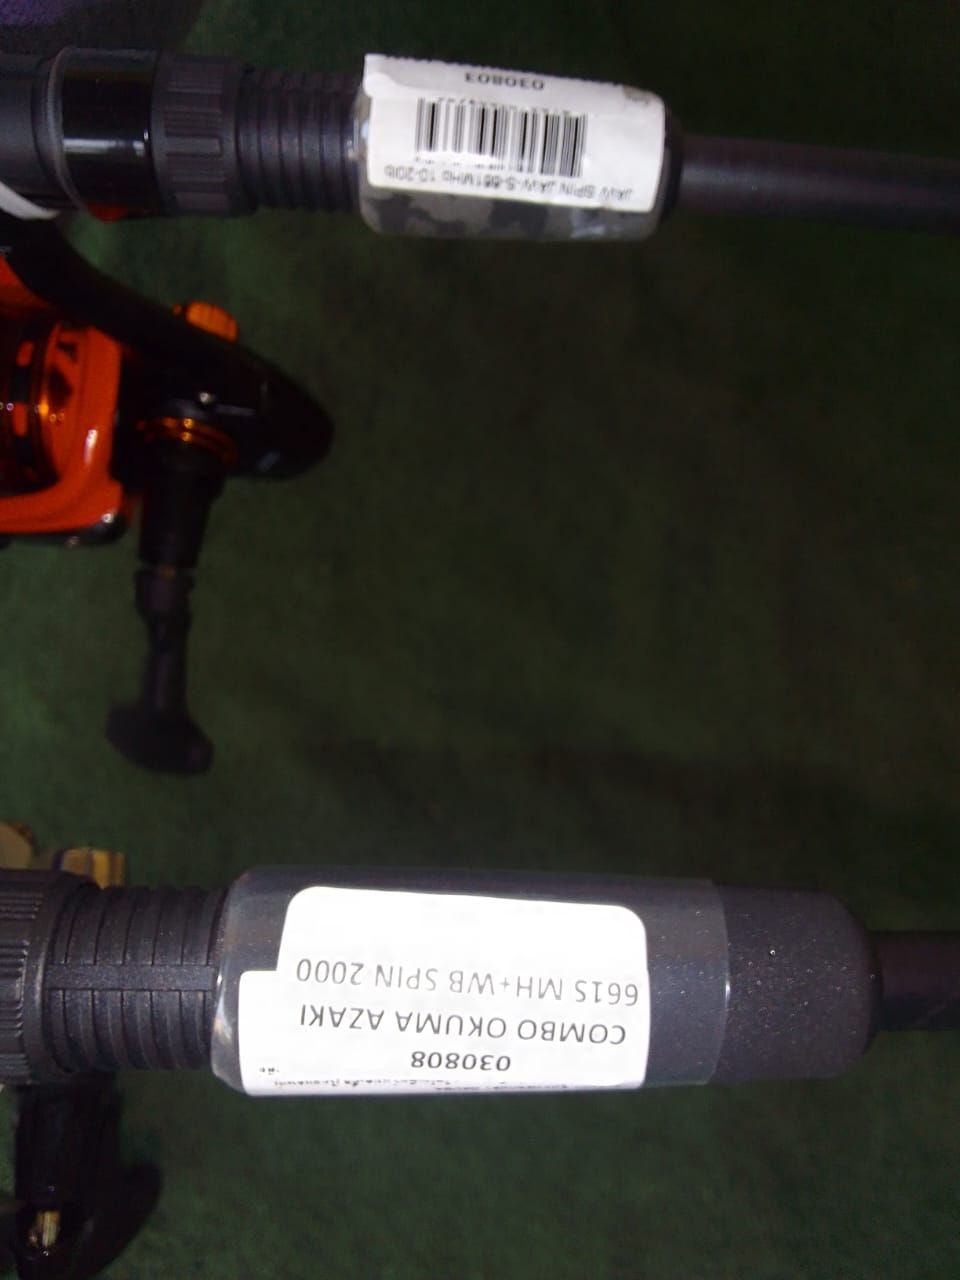 JAW SPIN JAW-S-661MHs 10-20lb
030803
030808
COMBO OKUMA AZAKI
661S MH+WB SPIN 2000